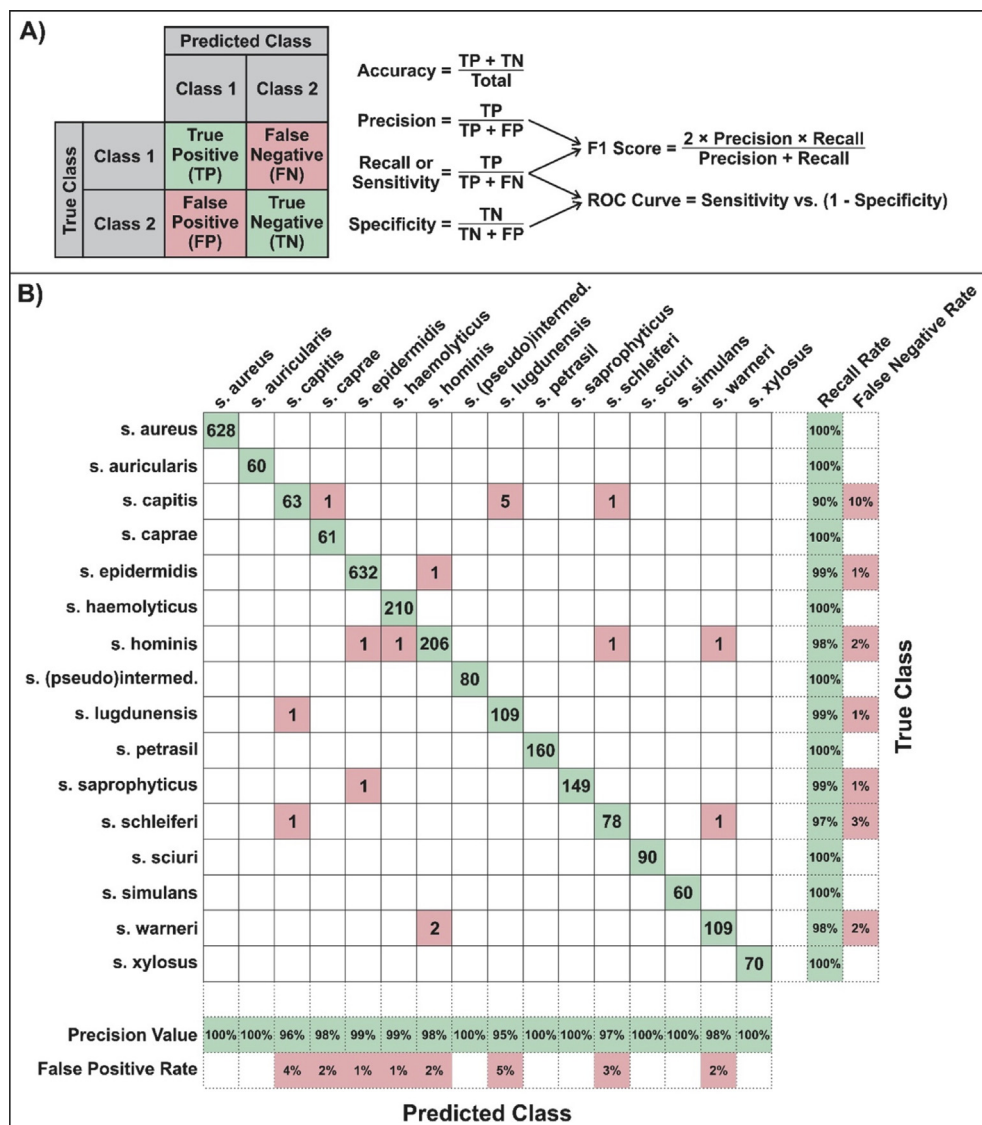 A)
Predicted Class
Class 1 Class 2
True Class
Class 1
True Positive (TP)
False Negative (FN)
Class 2
False Positive (FP)
True Negative (TN)
Accuracy = TP + TN / Total
Precision = TP / TP + FP
Recall or Sensitivity = TP / TP + FN
Specificity = TN / TN + FP
F1 Score = 2 × Precision × Recall / Precision + Recall
ROC Curve = Sensitivity vs. (1 - Specificity)
B)
s. aureus
s. auricularis
s. capitis
s. caprae
s. epidermidis
s. haemolyticus
s. hominis
s. (pseudo)intermed.
s. lugdunensis
s. petrasil
s. saprophyticus
s. schleiferi
s. sciuri
s. simulans
s. warneri
s. xylosus
Recall Rate
False Negative Rate
s. aureus 628 100%
s. auricularis 60 100%
s. capitis 63 1 5 1 90% 10%
s. caprae 61 100%
s. epidermidis 632 1 99% 1%
s. haemolyticus 210 100%
s. hominis 1 1 206 1 1 98% 2%
s. (pseudo)intermed. 80 100%
s. lugdunensis 1 109 99% 1%
s. petrasil 160 100%
s. saprophyticus 1 149 99% 1%
s. schleiferi 1 78 1 97% 3%
s. sciuri 90 100%
s. simulans 60 100%
s. warneri 2 109 98% 2%
s. xylosus 70 100%
True Class
Precision Value 100% 100% 96% 98% 99% 99% 98% 100% 95% 100% 100% 97% 100% 100% 98% 100%
False Positive Rate 4% 2% 1% 1% 2% 5% 3% 2%
Predicted Class